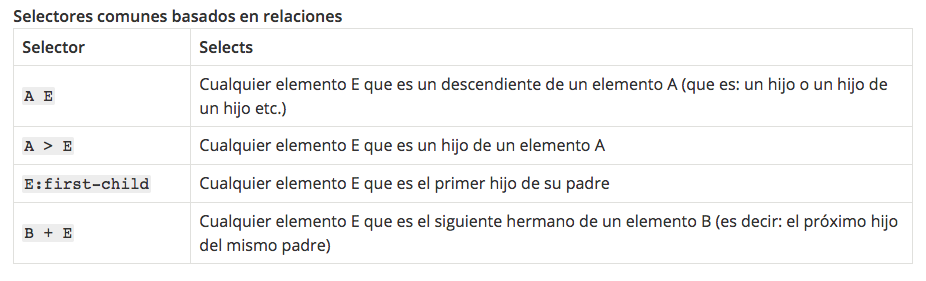 Selectores comunes basados en relaciones
Selector Selects
A E Cualquier elemento E que es un descendiente de un elemento A (que es: un hijo o un hijo de
un hijo etc.)
A > E Cualquier elemento E que es un hijo de un elemento A
E:first-child Cualquier elemento E que es el primer hijo de su padre
B + E Cualquier elemento E que es el siguiente hermano de un elemento B (es decir: el próximo hijo
del mismo padre)